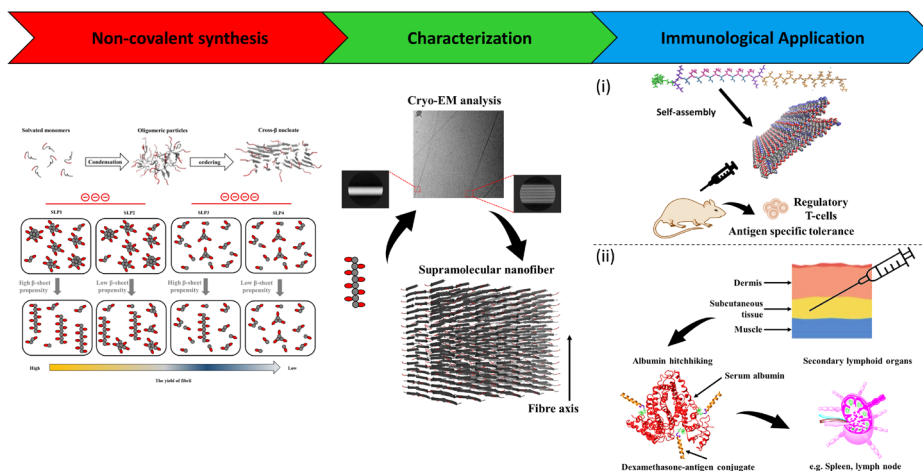 Non-covalent synthesis
Characterization
Immunological Application
Solvated monomers
Oligomeric particles
Cross-β nucleate
Condensation
ordering
SLP1
SLP2
SLP3
SLP4
High β-sheet
propensity
Low β-sheet
propensity
High β-sheet
propensity
Low β-sheet
propensity
High
Low
The yield of fibril
Cryo-EM analysis
Supramolecular nanofiber
Fibre axis
(i)
Self-assembly
Regulatory
T-cells
Antigen specific tolerance
(ii)
Dermis
Subcutaneous
tissue
Muscle
Albumin hitchhiking
Serum albumin
Dexamethasone-antigen conjugate
Secondary lymphoid organs
e.g. Spleen, lymph node